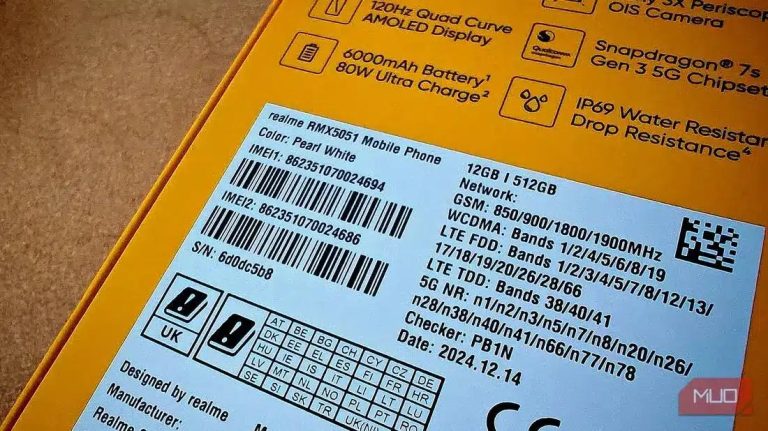 120Hz Quad Curve
AMOLED Display
3X Periscop
OIS Camera
6000mAh Battery¹
80W Ultra Charge²
Qualcomm
snapdragon
Snapdragon® 7s
Gen 3 5G Chipset
IP69 Water Resistan
Drop Resistance⁴
realme RMX5051 Mobile Phone
Color: Pearl White
IMEI1: 862351070024694
IMEI2: 862351070024686
S/N: 6d0dc5b8
12GB | 512GB
Network:
GSM: 850/900/1800/1900MHz
WCDMA: Bands 1/2/4/5/6/8/19
LTE FDD: Bands 1/2/3/4/5/7/8/12/13/
17/18/19/20/26/28/66
LTE TDD: Bands 38/40/41
5G NR: n1/n2/n3/n5/n7/n8/n20/n26/
n28/n38/n40/n41/n66/n77/n78
Checker: PB1N
Date: 2024.12.14
UK
AT BE BG CH CY CZ DE
DK EE EL ES FI FR HR
HU IE IS IT LI LT LU
LV MT NL NO PL PT RO
SE SI SK TR UK(NI)
Designed by realme
Manufacturer:
Realme
CE
MUO